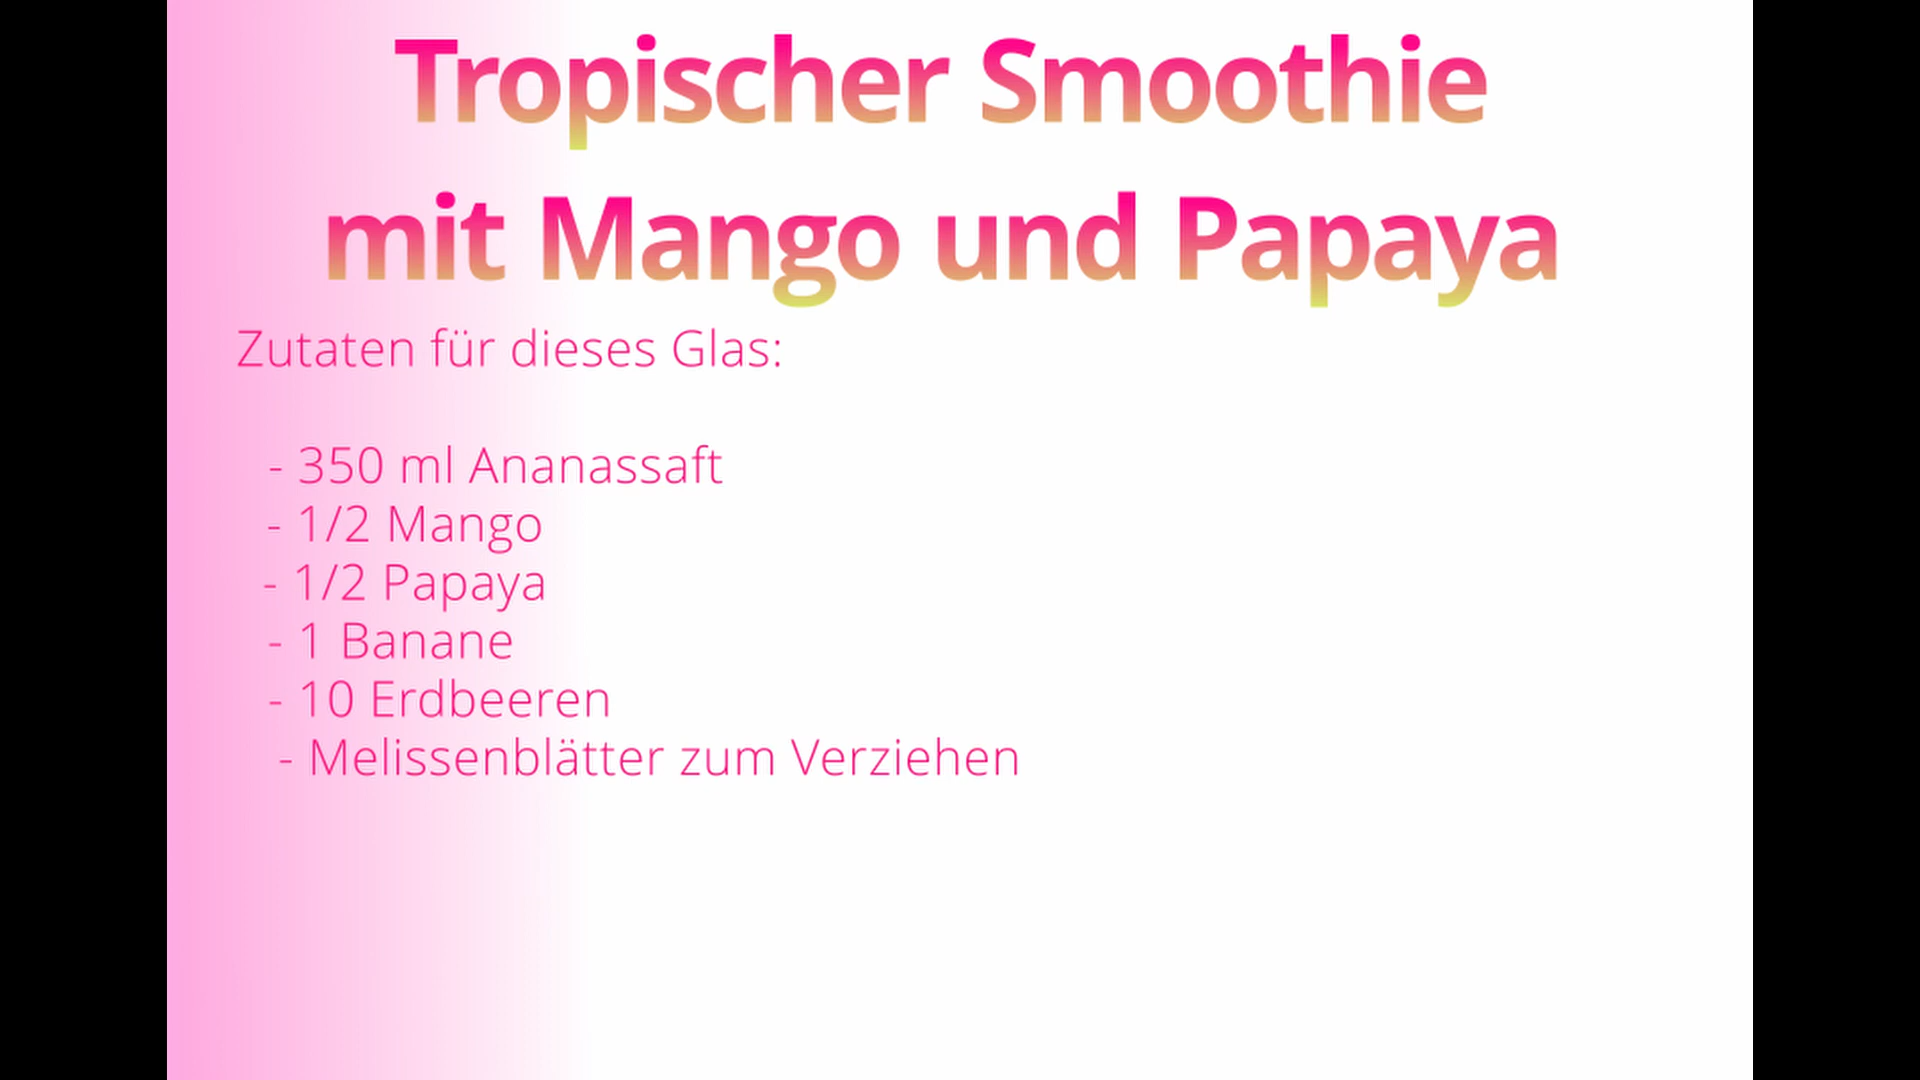 Tropischer Smoothie
mit Mango und Papaya
Zutaten für dieses Glas:
- 350 ml Ananassaft
- 1/2 Mango
- 1/2 Papaya
- 1 Banane
- 10 Erdbeeren
- Melissenblätter zum Verziehen